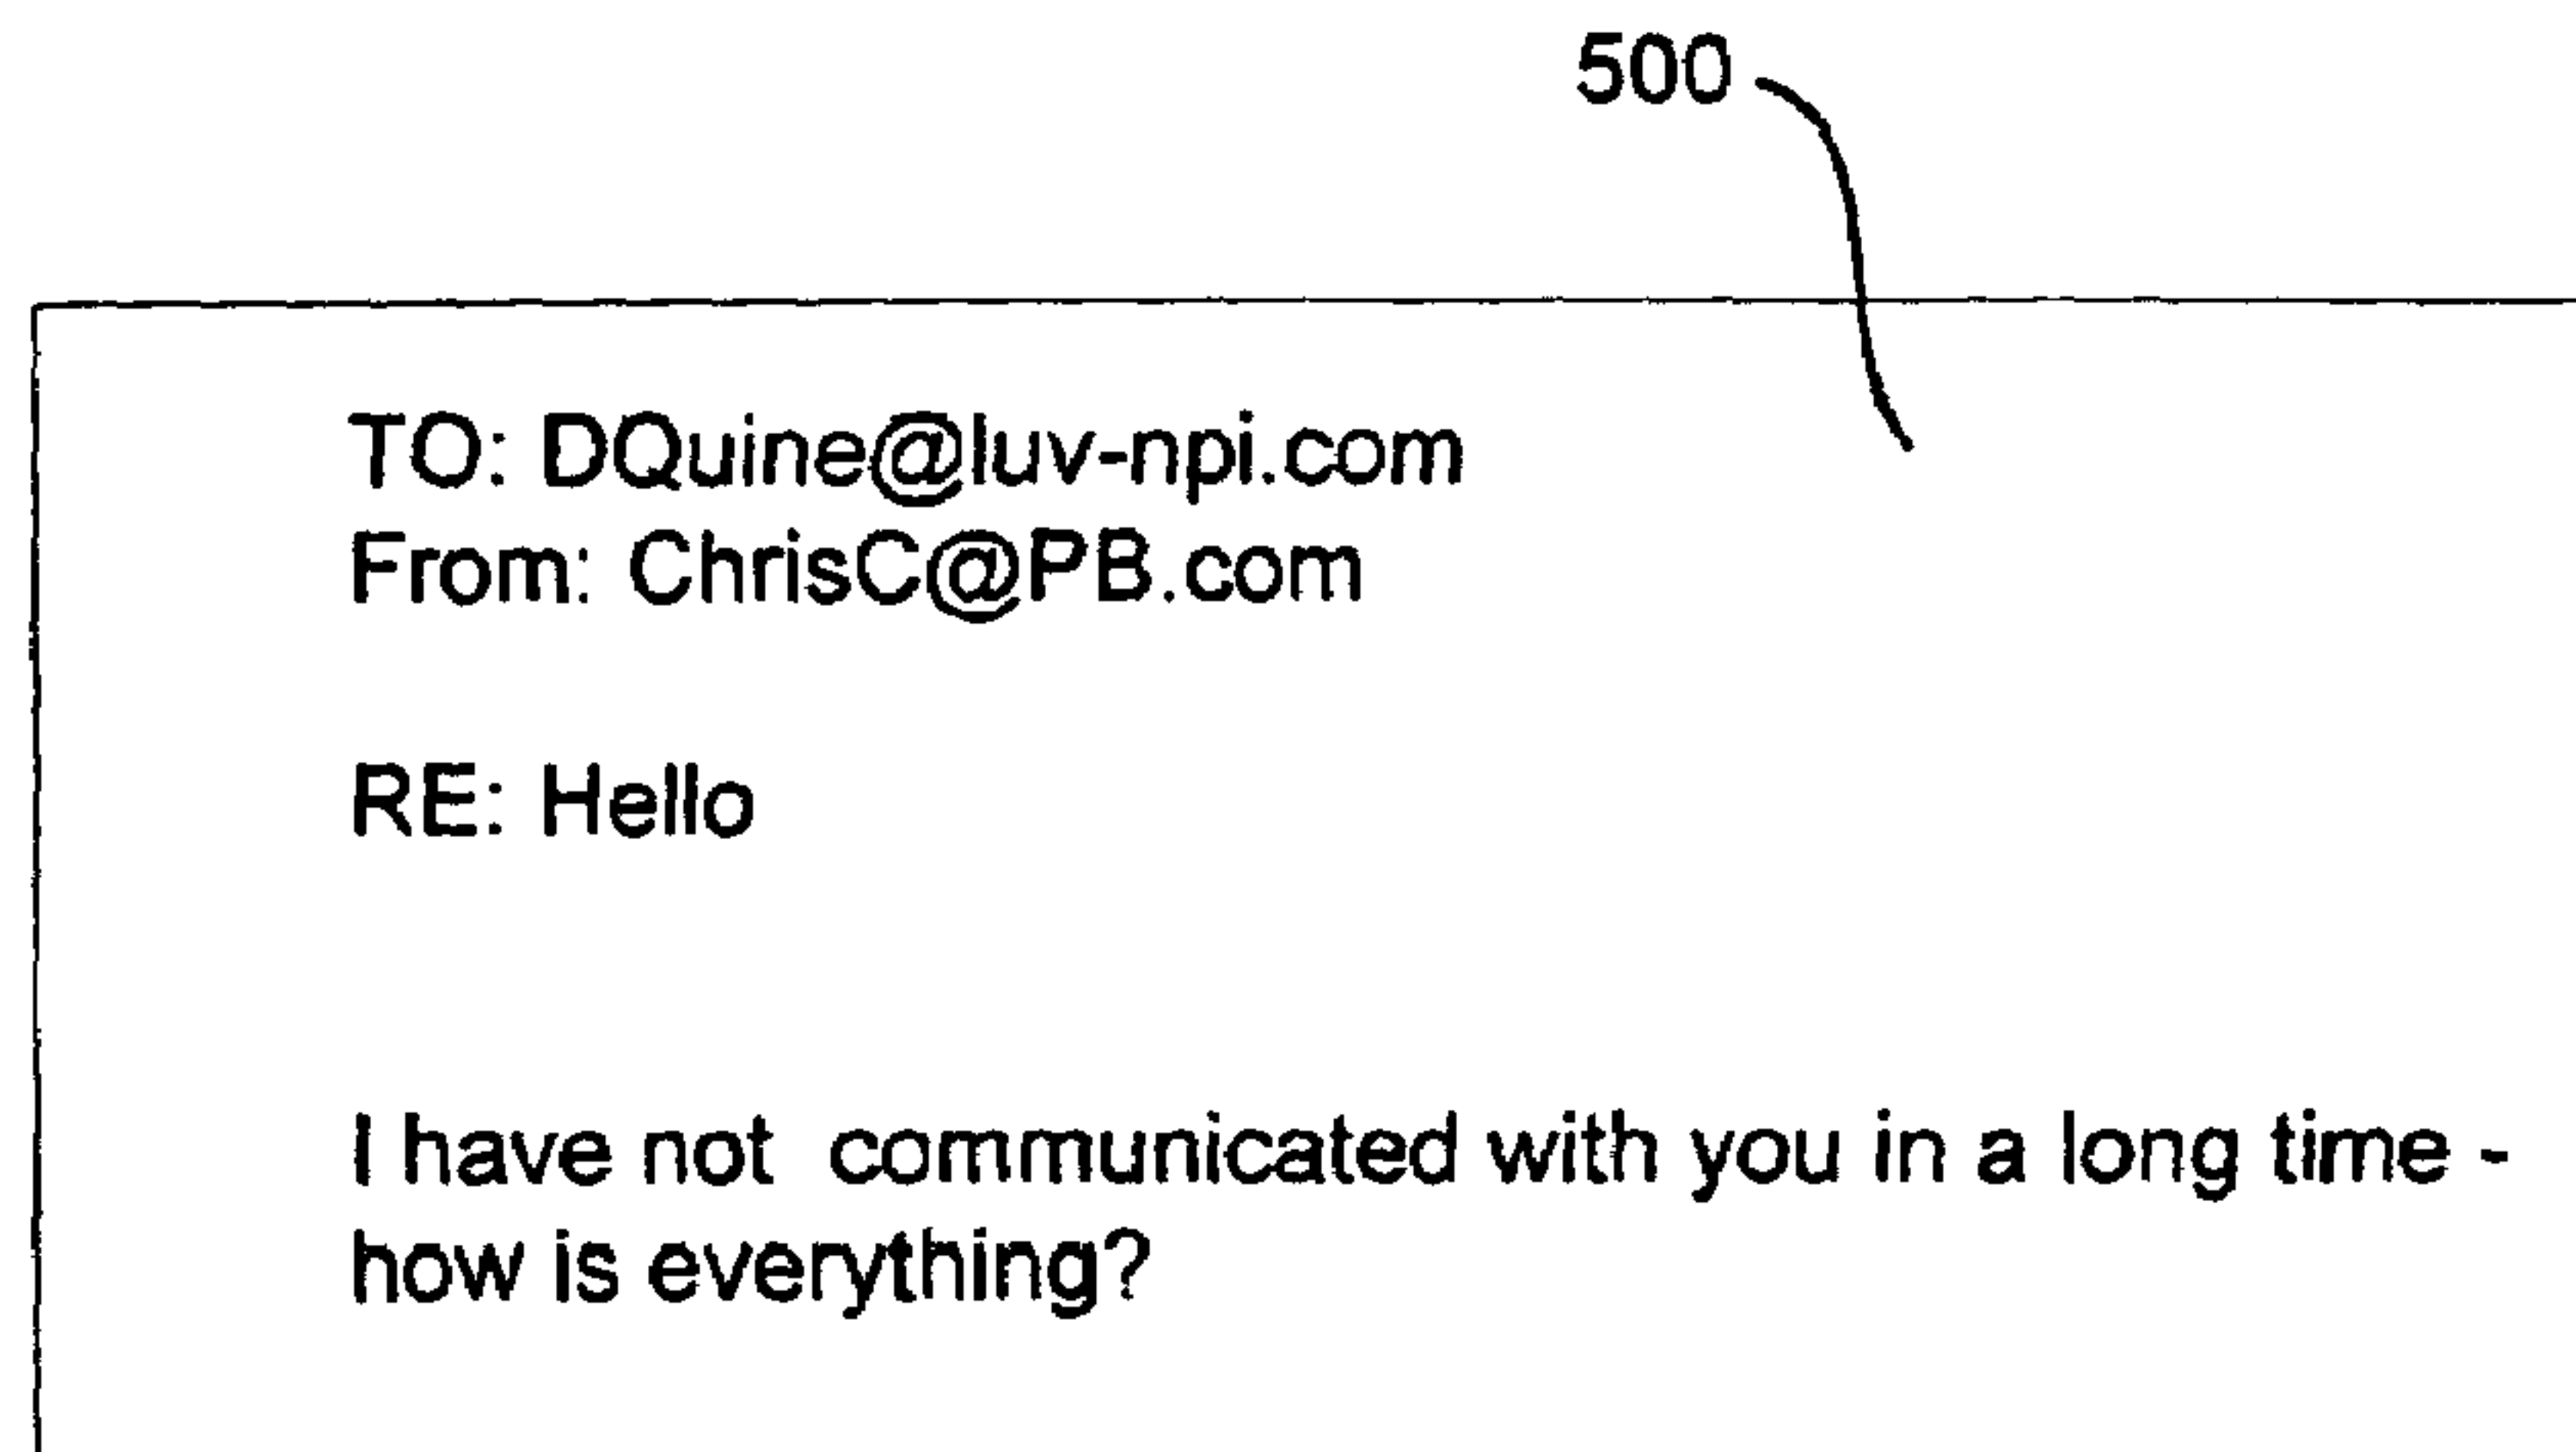 500
TO: DQuine@luv-npi.com
From: ChrisC@PB.com
RE: Hello
I have not communicated with you in a long time -
how is everything?